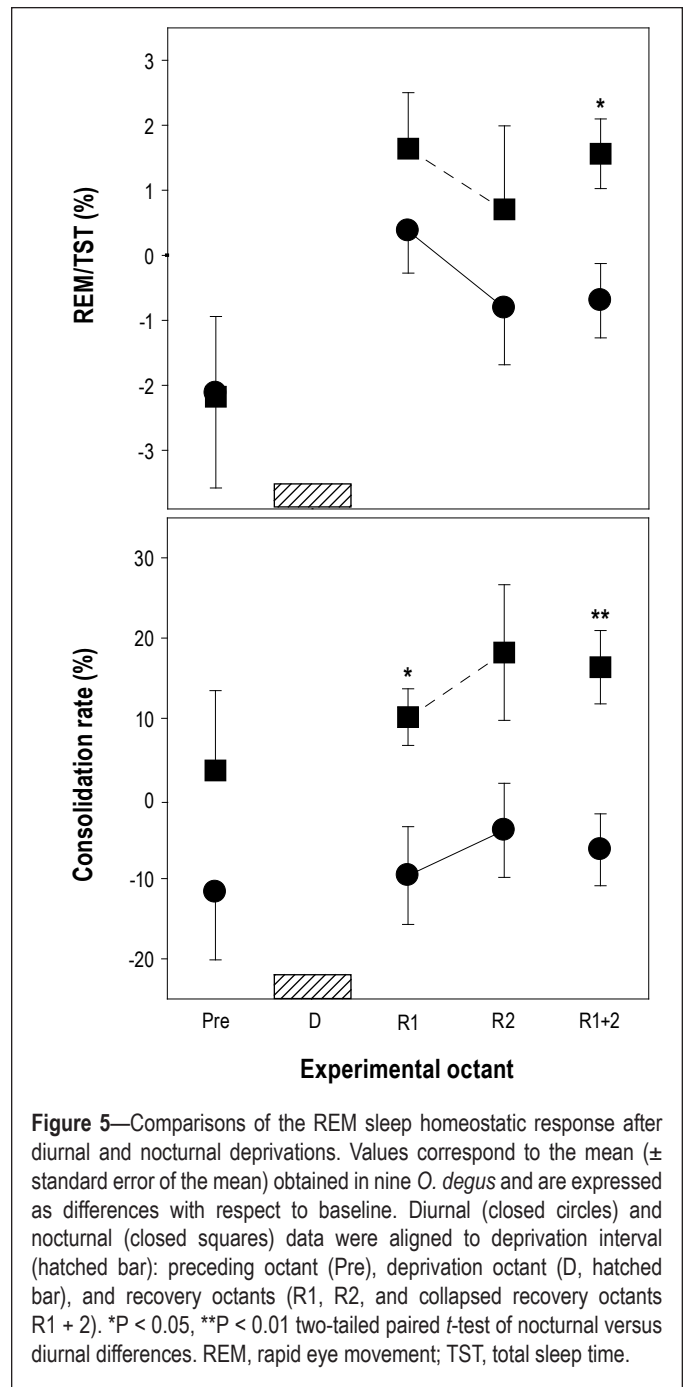 3
2
1
0
-1
-2
-3
REM/TST (%)
*
30
20
10
0
-10
-20
Consolidation rate (%)
*
**
Pre
D
R1
R2
R1+2
Experimental octant
Figure 5—Comparisons of the REM sleep homeostatic response after
diurnal and nocturnal deprivations. Values correspond to the mean (±
standard error of the mean) obtained in nine O. degus and are expressed
as differences with respect to baseline. Diurnal (closed circles) and
nocturnal (closed squares) data were aligned to deprivation interval
(hatched bar): preceding octant (Pre), deprivation octant (D, hatched
bar), and recovery octants (R1, R2, and collapsed recovery octants
R1 + 2). *P < 0.05, **P < 0.01 two-tailed paired t-test of nocturnal versus
diurnal differences. REM, rapid eye movement; TST, total sleep time.